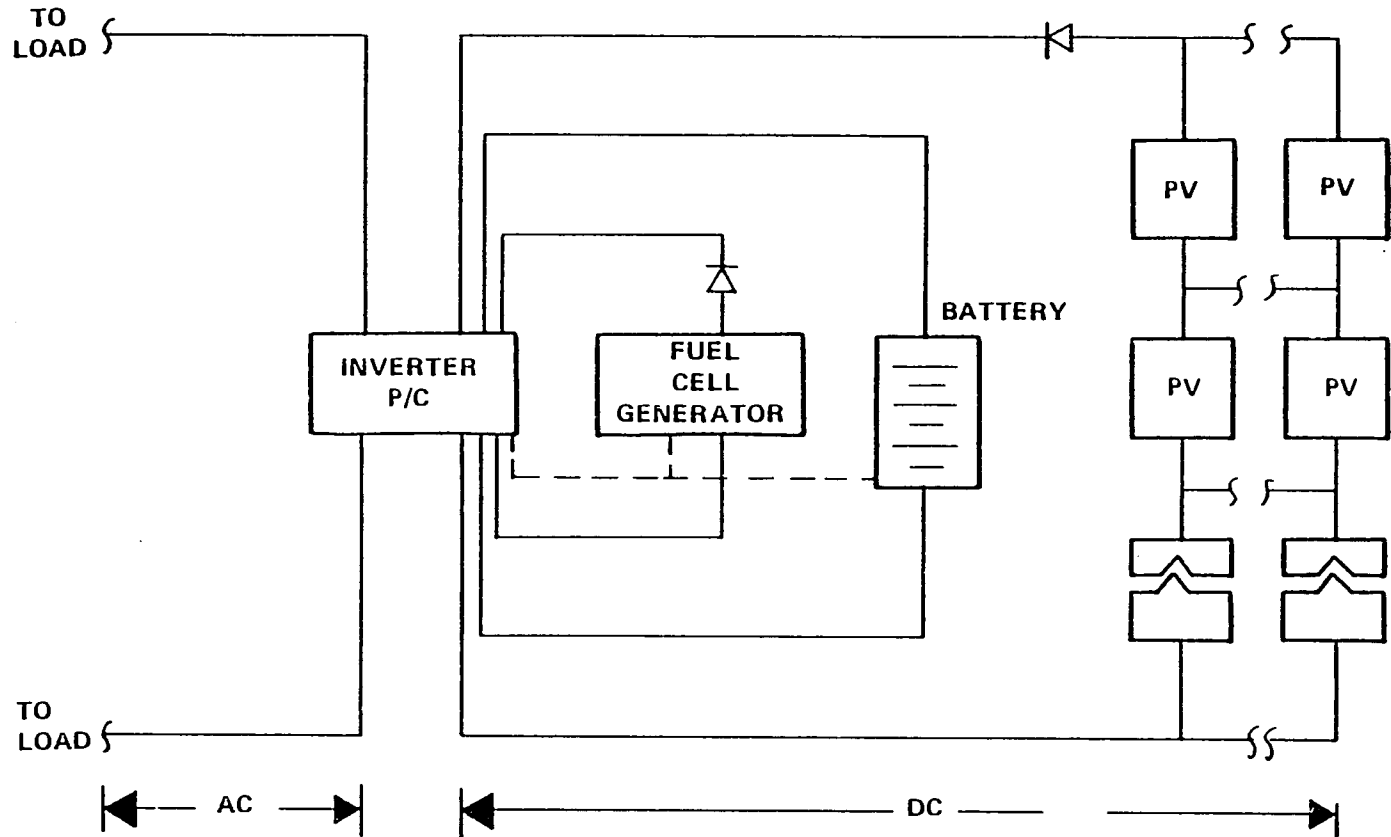 TO
LOAD
PV
PV
BATTERY
INVERTER
P/C
FUEL
CELL
GENERATOR
PV
PV
TO
LOAD
AC
DC